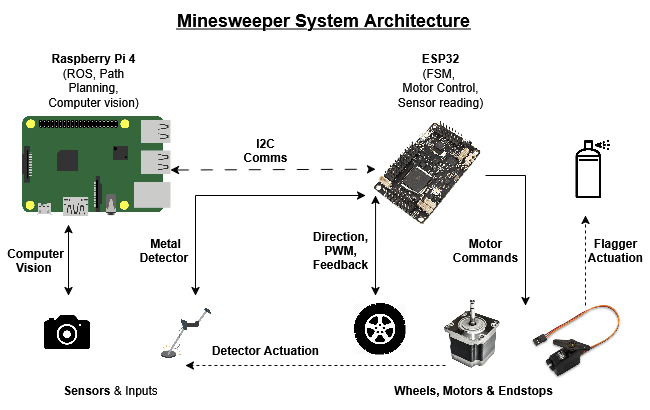 Minesweeper System Architecture
Raspberry Pi 4
(ROS, Path
Planning,
Computer vision)
ESP32
(FSM,
Motor Control,
Sensor reading)
I2C
Comms
Computer
Vision
Metal
Detector
Direction,
PWM,
Feedback
Motor
Commands
Flagger
Actuation
Detector Actuation
Sensors & Inputs
Wheels, Motors & Endstops